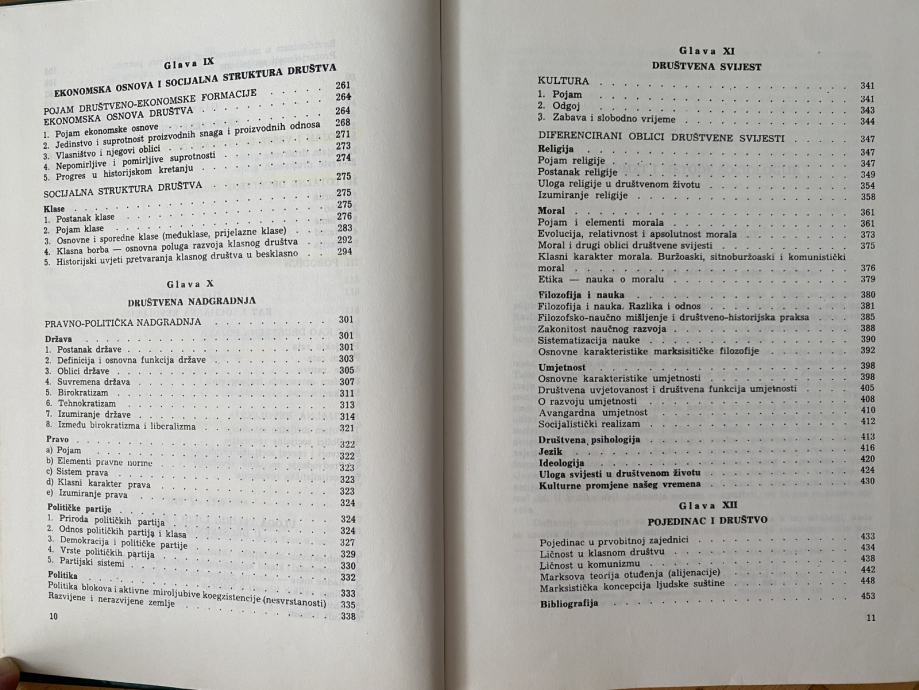 Glava IX
EKONOMSKA OSNOVA I SOCIJALNA STRUKTURA DRUŠTVA
POJAM DRUŠTVENO-EKONOMSKE FORMACIJE . . . . . . 261
EKONOMSKA OSNOVA DRUŠTVA . . . . . . 264
1. Pojam ekonomske osnove . . . . . . 264
2. Jedinstvo i suprotnost proizvodnih snaga i proizvodnih odnosa 268
3. Vlasništvo i njegovi oblici . . . . . . 271
4. Nepomirljive i pomirljive suprotnosti . . . . . . 273
5. Progres u historijskom kretanju . . . . . . 274
SOCIJALNA STRUKTURA DRUŠTVA . . . . . . 275
Klase . . . . . . 275
1. Postanak klase . . . . . . 275
2. Pojam klase . . . . . . 276
3. Osnovne i sporedne klase (međuklase, prijelazne klase) . . . 283
4. Klasna borba — osnovna poluga razvoja klasnog društva . . . 292
5. Historijski uvjeti pretvaranja klasnog društva u besklasno . . . 294
Glava X
DRUŠTVENA NADGRADNJA
PRAVNO-POLITIČKA NADGRADNJA . . . . . . 301
Država . . . . . . 301
1. Postanak države . . . . . . 301
2. Definicija i osnovna funkcija države . . . . . . 303
3. Oblici države . . . . . . 305
4. Suvremena država . . . . . . 307
5. Birokratizam . . . . . . 311
6. Tehnokratizam . . . . . . 313
7. Izumiranje države . . . . . . 314
8. Između birokratizma i liberalizma . . . . . . 321
Pravo . . . . . . 322
a) Pojam . . . . . . 322
b) Elementi pravne norme . . . . . . 323
c) Sistem prava . . . . . . 323
d) Klasni karakter prava . . . . . . 323
e) Izumiranje prava . . . . . . 324
Političke partije . . . . . . 324
1. Priroda političkih partija . . . . . . 324
2. Odnos političkih partija i klasa . . . . . . 327
3. Demokracija i političke partije . . . . . . 329
4. Vrste političkih partija . . . . . . 330
5. Partijski sistemi . . . . . . 332
Politika . . . . . . 333
Politika blokova i aktivne miroljubive koegzistencije (nesvrstanosti) 335
Razvijene i nerazvijene zemlje . . . . . . 338
10
Glava XI
DRUŠTVENA SVIJEST
KULTURA . . . . . . 341
1. Pojam . . . . . . 341
2. Odgoj . . . . . . 343
3. Zabava i slobodno vrijeme . . . . . . 344
DIFERENCIRANI OBLICI DRUŠTVENE SVIJESTI . . . . . . 347
Religija . . . . . . 347
Pojam religije . . . . . . 347
Postanak religije . . . . . . 349
Uloga religije u društvenom životu . . . . . . 354
Izumiranje religije . . . . . . 358
Moral . . . . . . 361
Pojam i elementi morala . . . . . . 361
Evolucija, relativnost i apsolutnost morala . . . . . . 373
Moral i drugi oblici društvene svijesti . . . . . . 375
Klasni karakter morala. Buržoaski, sitnoburžoaski i komunistički
moral . . . . . . 376
Etika — nauka o moralu . . . . . . 379
Filozofija i nauka . . . . . . 380
Filozofija i nauka. Razlika i odnos . . . . . . 381
Filozofsko-naučno mišljenje i društveno-historijska praksa . . . 385
Zakonitost naučnog razvoja . . . . . . 388
Sistematizacija nauke . . . . . . 390
Osnovne karakteristike marksisitičke filozofije . . . . . . 392
Umjetnost . . . . . . 398
Osnovne karakteristike umjetnosti . . . . . . 398
Društvena uvjetovanost i društvena funkcija umjetnosti . . . 405
O razvoju umjetnosti . . . . . . 408
Avangardna umjetnost . . . . . . 410
Socijalistički realizam . . . . . . 412
Društvena psihologija . . . . . . 413
Jezik . . . . . . 416
Ideologija . . . . . . 420
Uloga svijesti u društvenom životu . . . . . . 424
Kulturne promjene našeg vremena . . . . . . 430
Glava XII
POJEDINAC I DRUŠTVO
Pojedinac u prvobitnoj zajednici . . . . . . 433
Ličnost u klasnom društvu . . . . . . 434
Ličnost u komunizmu . . . . . . 438
Marksova teorija otuđenja (alijenacije) . . . . . . 442
Marksistička koncepcija ljudske suštine . . . . . . 448
Bibliografija . . . . . . 453
11